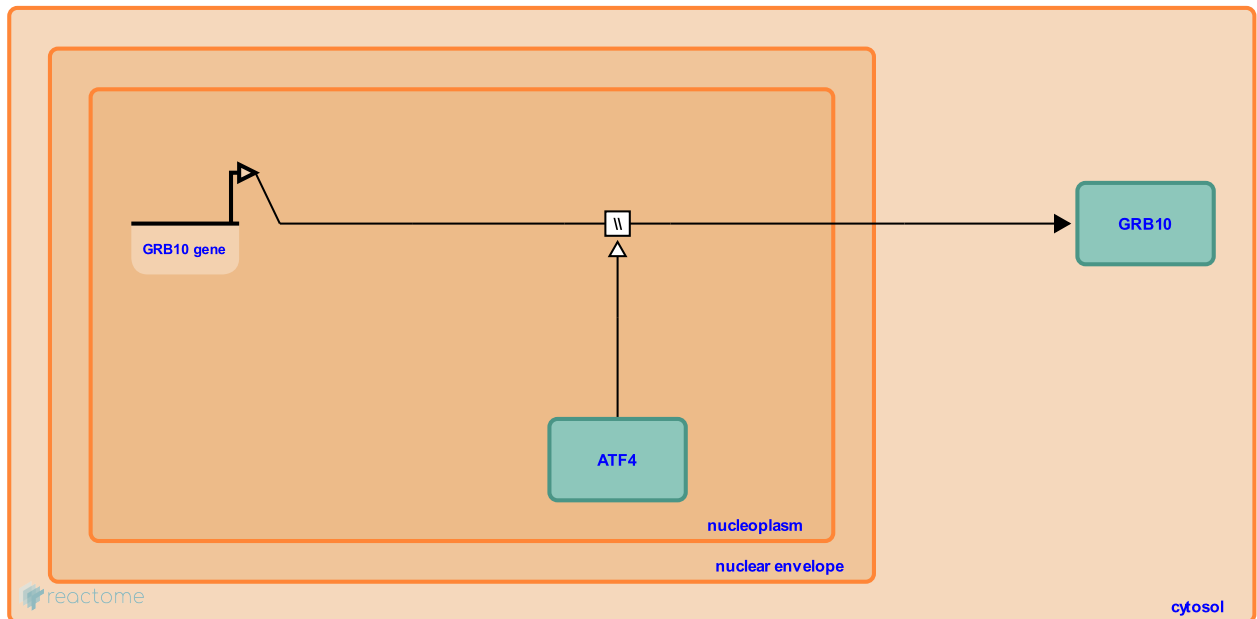 GRB10 gene
\\
GRB10
ATF4
nucleoplasm
nuclear envelope
reactome
cytosol